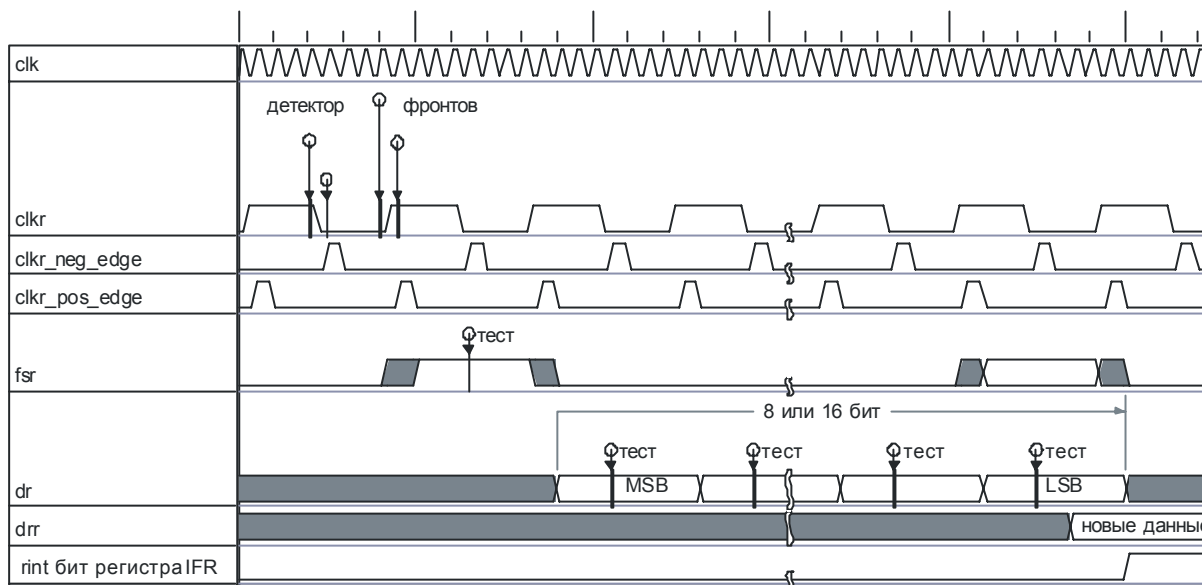 clk
детектор фронтов
clkr
clkr_neg_edge
clkr_pos_edge
тест
fsr
8 или 16 бит
тест тест тест тест
dr MSB LSB
drr новые данные
rint бит регистра IFR